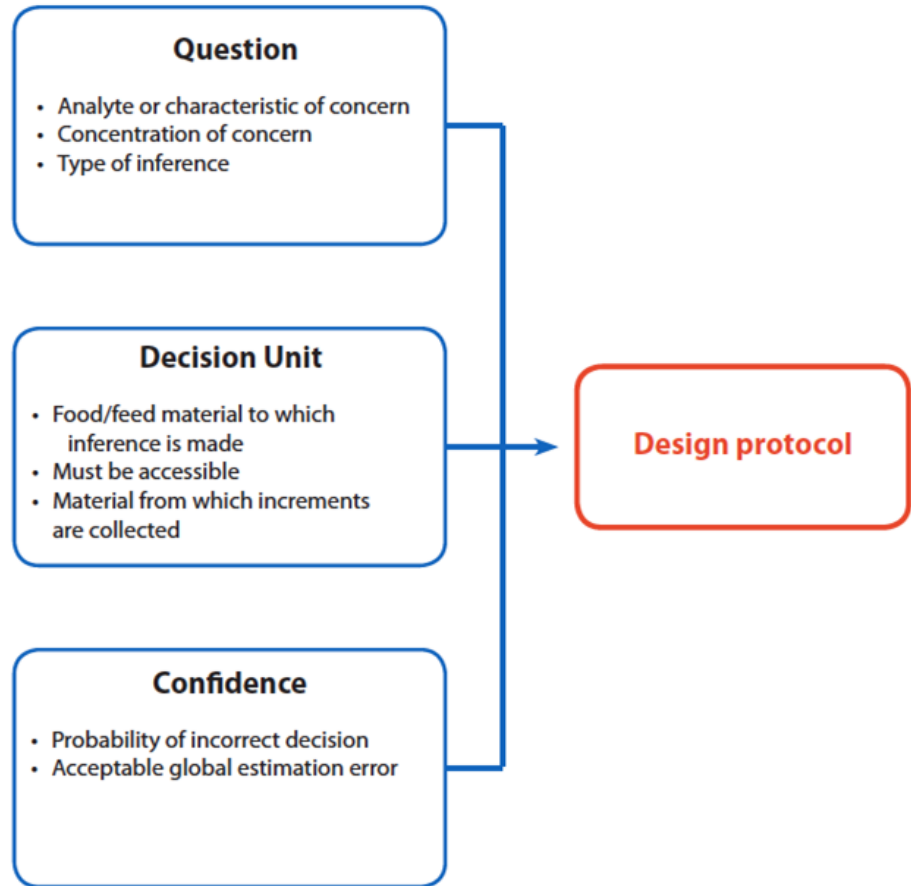 Question
• Analyte or characteristic of concern
• Concentration of concern
• Type of inference
Decision Unit
• Food/feed material to which
inference is made
• Must be accessible
• Material from which increments
are collected
Confidence
• Probability of incorrect decision
• Acceptable global estimation error
Design protocol